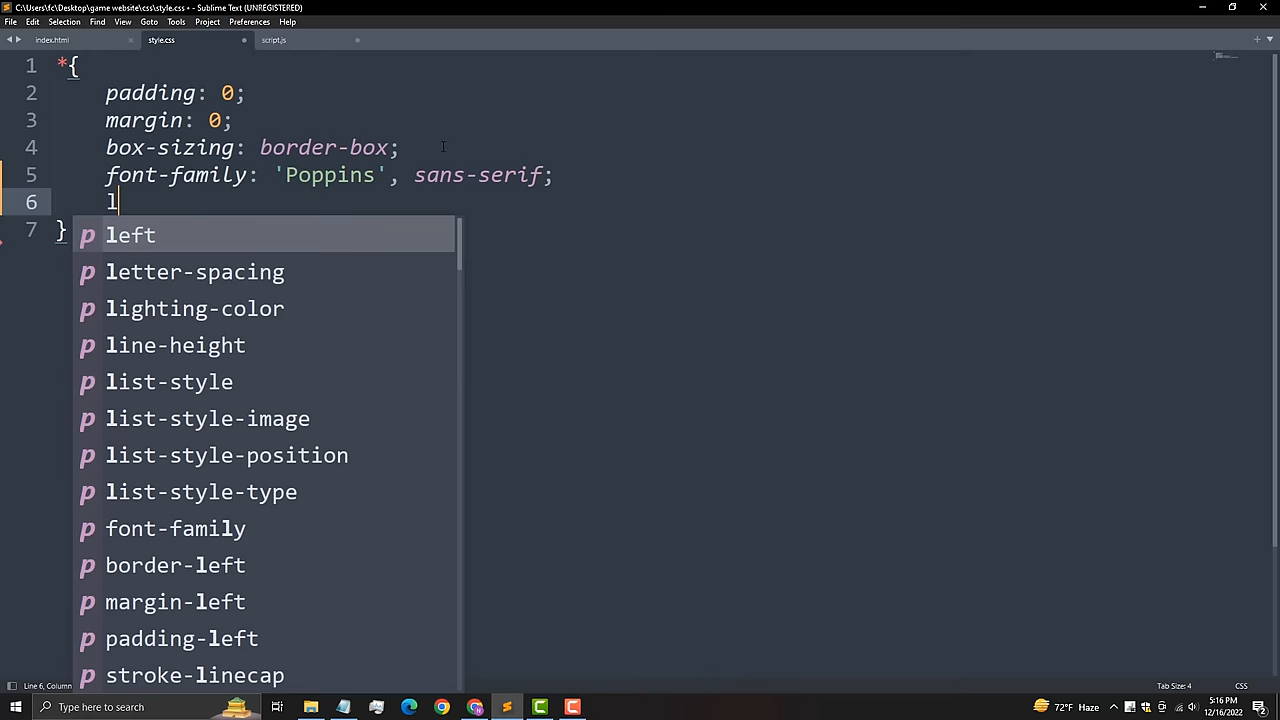 C:\Users\fc\Desktop\game website\css\style.css • - Sublime Text (UNREGISTERED)
File Edit Selection Find View Goto Tools Project Preferences Help
index.html style.css script.js
1 *{
2 padding: 0;
3 margin: 0;
4 box-sizing: border-box;
5 font-family: 'Poppins', sans-serif;
6 l
7 }
p left
p letter-spacing
p lighting-color
p line-height
p list-style
p list-style-image
p list-style-position
p list-style-type
p font-family
p border-left
p margin-left
p padding-left
p stroke-linecap
Line 6, Column Tab Size: 4 CSS
Type here to search 72°F Haze 5:16 PM
12/16/2022 2